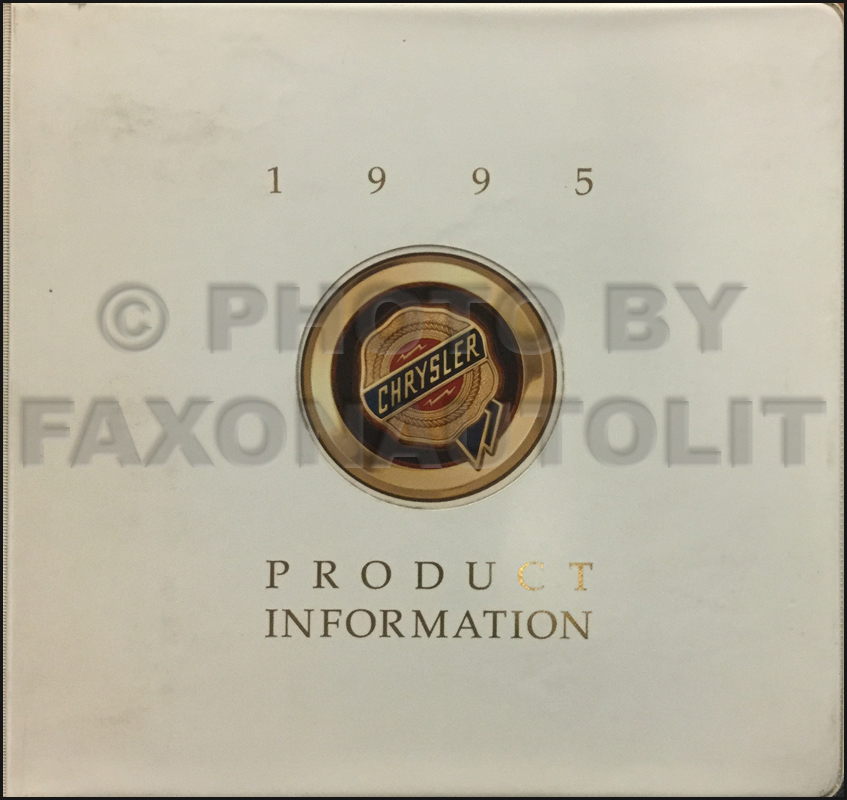 1 9 9 5
© PHOTO BY
FAXONAUTOLIT
CHRYSLER
PRODUCT
INFORMATION